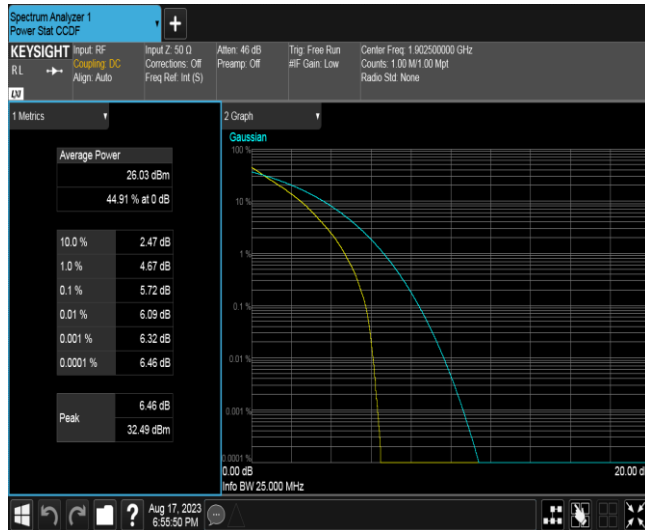 Spectrum Analyzer 1
Power Stat CCDF
+
KEYSIGHT
R L
LXI
Input: RF
Coupling: DC
Align: Auto
Input Z: 50 Ω
Corrections: Off
Freq Ref: Int (S)
Atten: 46 dB
Preamp: Off
Trig: Free Run
#IF Gain: Low
Center Freq: 1.902500000 GHz
Counts: 1.00 M/1.00 Mpt
Radio Std: None
1 Metrics
Average Power
26.03 dBm
44.91 % at 0 dB
10.0 % 2.47 dB
1.0 % 4.67 dB
0.1 % 5.72 dB
0.01 % 6.09 dB
0.001 % 6.32 dB
0.0001 % 6.46 dB
Peak
6.46 dB
32.49 dBm
2 Graph
Gaussian
100 %
10 %
1 %
0.1 %
0.01 %
0.001 %
0.0001 %
0.00 dB
20.00 d
Info BW 25.000 MHz
?
Aug 17, 2023
6:55:50 PM